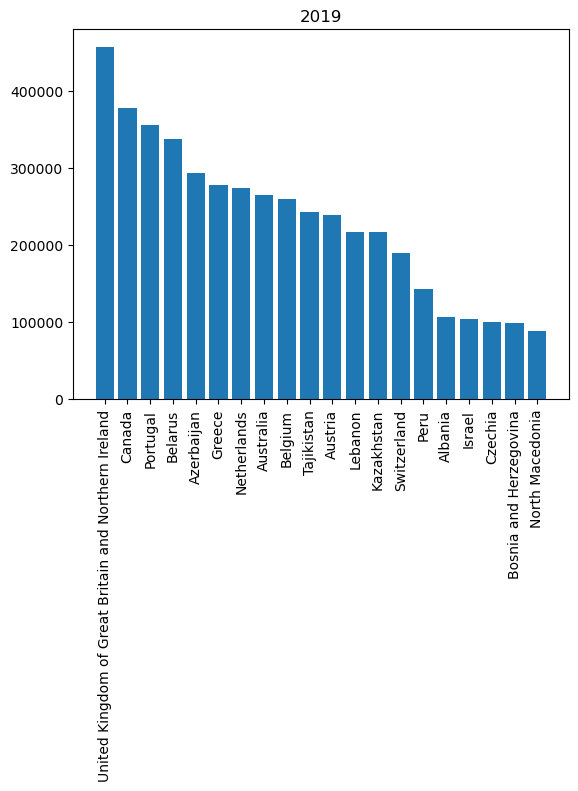 2019
400000
300000
200000
100000
0
United Kingdom of Great Britain and Northern Ireland
Canada
Portugal
Belarus
Azerbaijan
Greece
Netherlands
Australia
Belgium
Tajikistan
Austria
Lebanon
Kazakhstan
Switzerland
Peru
Albania
Israel
Czechia
Bosnia and Herzegovina
North Macedonia